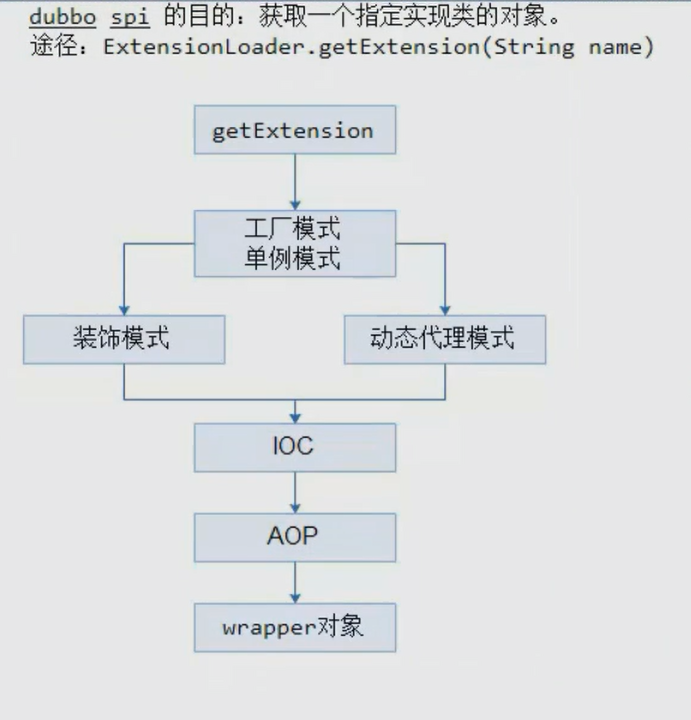 dubbo spi 的目的：获取一个指定实现类的对象。
途径：ExtensionLoader.getExtension(String name)
getExtension
工厂模式
单例模式
装饰模式
动态代理模式
IOC
AOP
wrapper对象